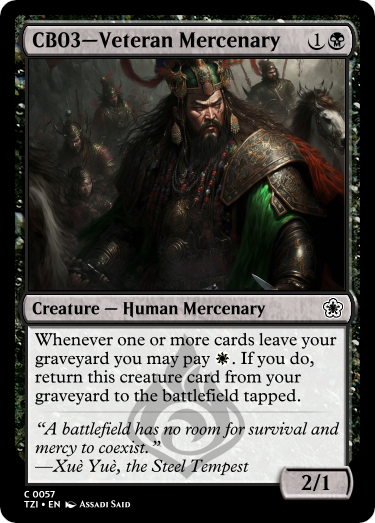 CB03—Veteran Mercenary 1
Creature — Human Mercenary
Whenever one or more cards leave your
graveyard you may pay . If you do,
return this creature card from your
graveyard to the battlefield tapped.
“A battlefield has no room for survival and
mercy to coexist.”
—Xuè Yuè, the Steel Tempest
2/1
C 0057
TZI • EN Assadi Said